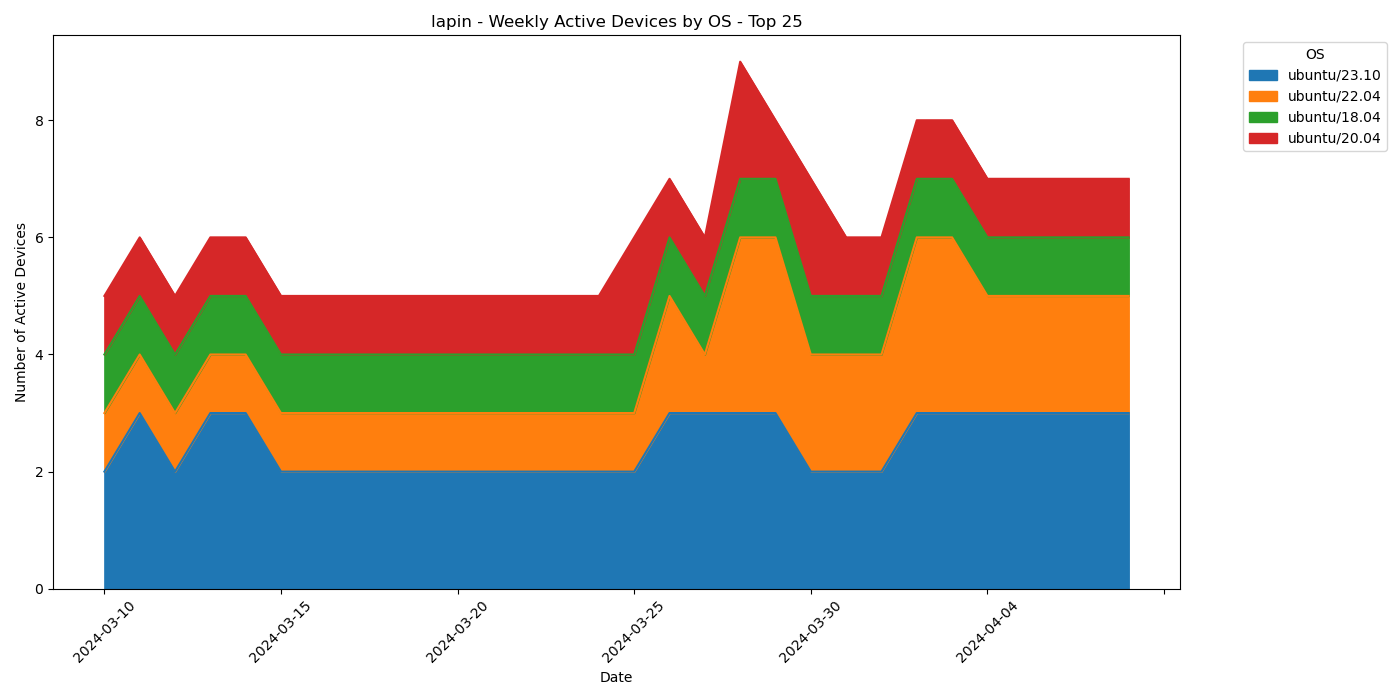 lapin - Weekly Active Devices by OS - Top 25
OS
ubuntu/23.10
ubuntu/22.04
ubuntu/18.04
ubuntu/20.04
Number of Active Devices
8
6
4
2
0
2024-03-10
2024-03-15
2024-03-20
2024-03-25
2024-03-30
2024-04-04
Date